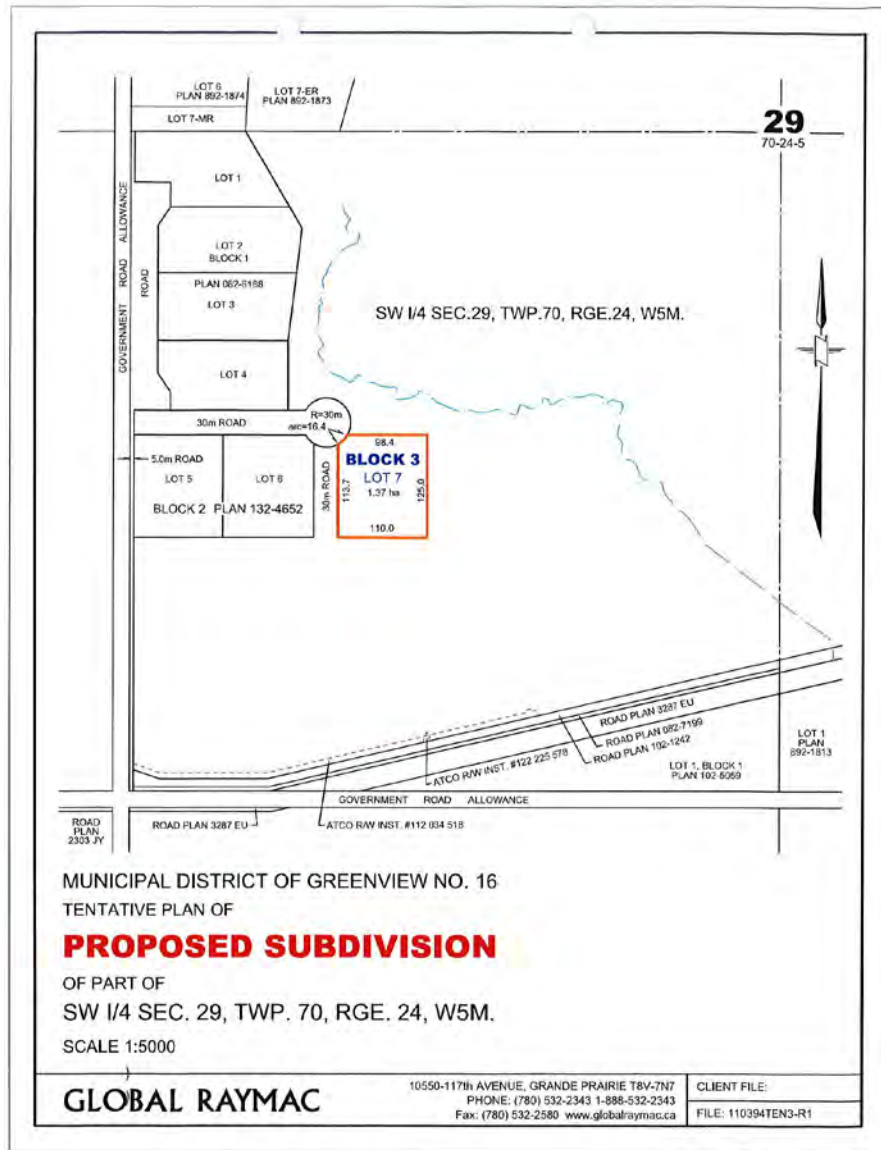 LOT 6
PLAN 892-1874
LOT 7-ER
PLAN 892-1873
LOT 7-MR
29
70-24-5
LOT 1
GOVERNMENT ROAD ALLOWANCE
ROAD
LOT 2
BLOCK 1
PLAN 082-6188
LOT 3
SW I/4 SEC.29, TWP.70, RGE.24, W5M.
LOT 4
30m ROAD
R=30m
arc=16.4
98.4
5.0m ROAD
BLOCK 3
LOT 5
LOT 6
LOT 7
30m ROAD
113.7
1.37 ha
125.0
BLOCK 2 PLAN 132-4652
110.0
ROAD PLAN 3287 EU
ROAD PLAN 082-7199
ROAD PLAN 102-1242
ATCO R/W INST. #122 225 578
LOT 1, BLOCK 1
PLAN 102-5059
LOT 1
PLAN
892-1813
GOVERNMENT ROAD ALLOWANCE
ROAD
PLAN
2303 JY
ROAD PLAN 3287 EU
ATCO R/W INST. #112 034 518
MUNICIPAL DISTRICT OF GREENVIEW NO. 16
TENTATIVE PLAN OF
PROPOSED SUBDIVISION
OF PART OF
SW I/4 SEC. 29, TWP. 70, RGE. 24, W5M.
SCALE 1:5000
GLOBAL RAYMAC
10550-117th AVENUE, GRANDE PRAIRIE T8V-7N7
PHONE: (780) 532-2343 1-888-532-2343
Fax: (780) 532-2580 www.globalraymac.ca
CLIENT FILE:
FILE: 110394TEN3-R1